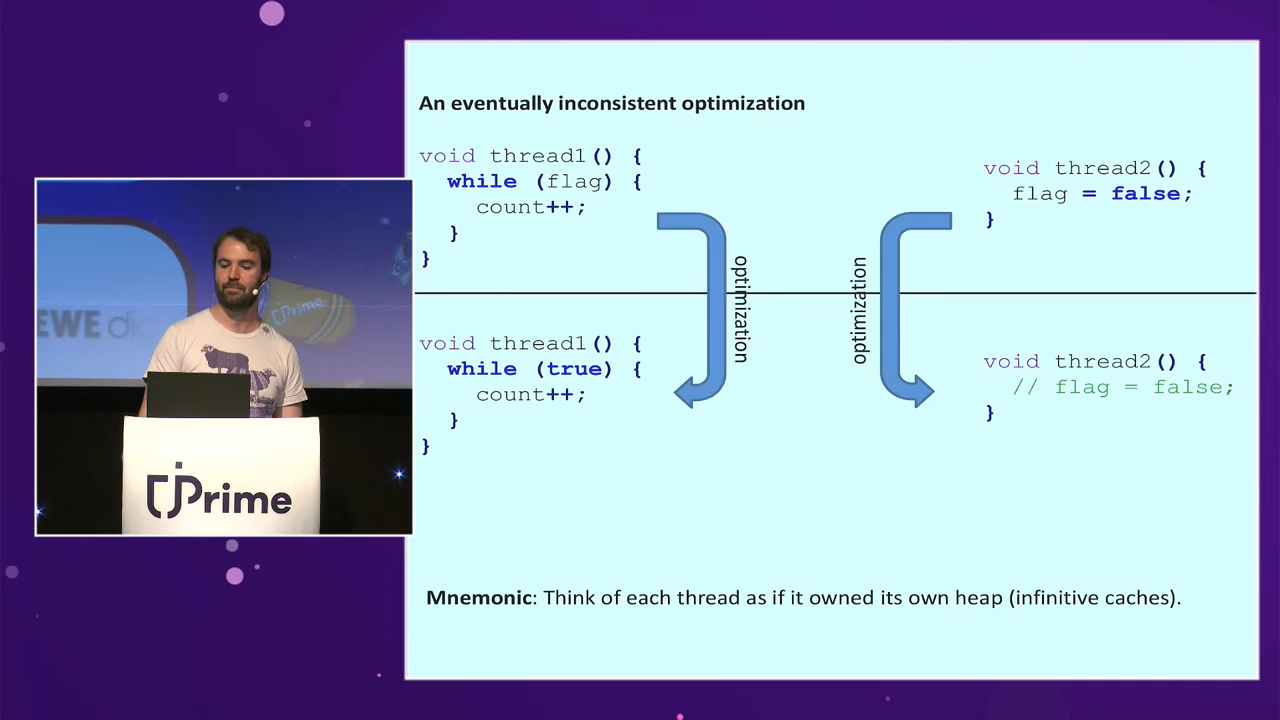 An eventually inconsistent optimization
void thread1() {
  while (flag) {
    count++;
  }
}
void thread2() {
  flag = false;
}
optimization
optimization
void thread1() {
  while (true) {
    count++;
  }
}
void thread2() {
  // flag = false;
}
Mnemonic: Think of each thread as if it owned its own heap (infinitive caches).
EWE
Prime
jPrime